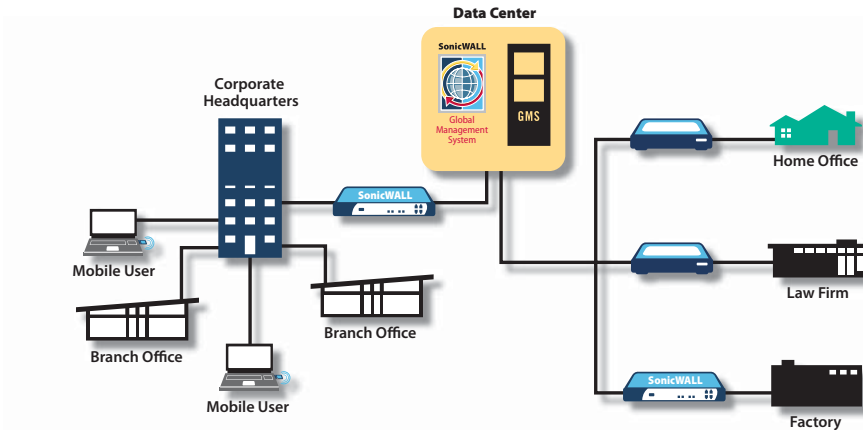 Data Center
SonicWALL
GMS
Global
Management
System
Corporate
Headquarters
SonicWALL
Home Office
Mobile User
Law Firm
Branch Office
Branch Office
SonicWALL
Mobile User
Factory